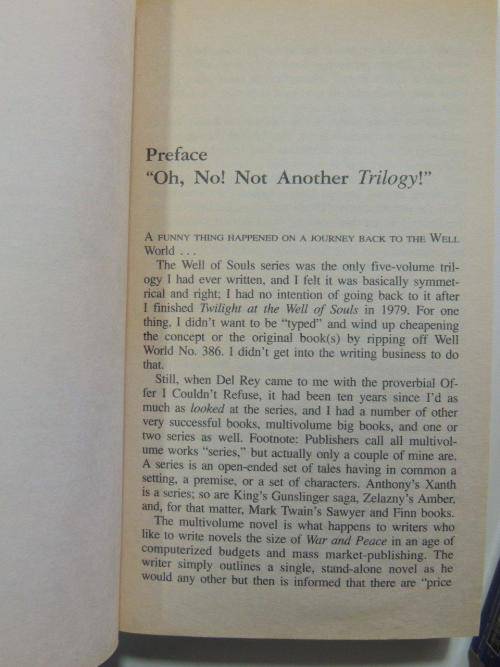 Preface
“Oh, No! Not Another Trilogy!”
A FUNNY THING HAPPENED ON A JOURNEY BACK TO THE WELL
World . . .
The Well of Souls series was the only five-volume tril-
ogy I had ever written, and I felt it was basically symmet-
rical and right; I had no intention of going back to it after
I finished Twilight at the Well of Souls in 1979. For one
thing, I didn’t want to be “typed” and wind up cheapening
the concept or the original book(s) by ripping off Well
World No. 386. I didn’t get into the writing business to do
that.
Still, when Del Rey came to me with the proverbial Of-
fer I Couldn’t Refuse, it had been ten years since I’d as
much as looked at the series, and I had a number of other
very successful books, multivolume big books, and one or
two series as well. Footnote: Publishers call all multivol-
ume works “series,” but actually only a couple of mine are.
A series is an open-ended set of tales having in common a
setting, a premise, or a set of characters. Anthony’s Xanth
is a series; so are King’s Gunslinger saga, Zelazny’s Amber,
and, for that matter, Mark Twain’s Sawyer and Finn books.
The multivolume novel is what happens to writers who
like to write novels the size of War and Peace in an age of
computerized budgets and mass market-publishing. The
writer simply outlines a single, stand-alone novel as he
would any other but then is informed that there are “price